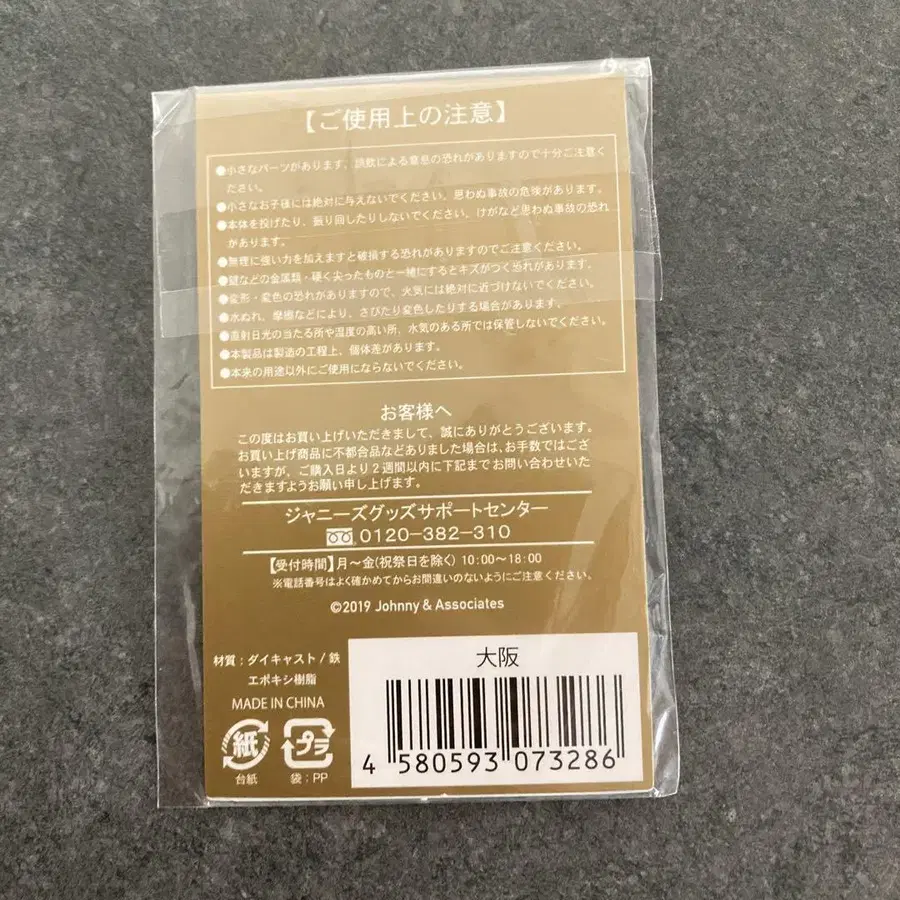 【ご使用上の注意】
●小さなパーツがあります、誤飲による窒息の恐れがありますので十分ご注意く
ださい。
●小さなお子様には絶対に与えないでください。思わぬ事故の危険があります。
●本体を投げたり、振り回したりしないでください。けがなど思わぬ事故の恐れ
があります。
●無理に強い力を加えますと破損する恐れがありますのでご注意ください。
●鍵などの金属類・硬く尖ったものと一緒にするとキズがつく恐れがあります。
●変形・変色の恐れがありますので、火気には絶対に近づけないでください。
●水ぬれ、摩擦などにより、さびたり変色したりする場合があります。
●直射日光の当たる所や温度の高い所、水気のある所では保管しないでください。
●本製品は製造の工程上、個体差があります。
●本来の用途以外にご使用にならないでください。
お客様へ
この度はお買い上げいただきまして、誠にありがとうございます。
お買い上げ商品に不都合品などありました場合は、お手数ではござ
いますが、ご購入日より2週間以内に下記までお問い合わせいた
だきますようお願い申し上げます。
ジャニーズグッズサポートセンター
0120-382-310
【受付時間】月～金(祝祭日を除く) 10:00～18:00
※電話番号はよく確かめてからお間違いのないようにご注意ください。
©2019 Johnny & Associates
材質：ダイキャスト/鉄
エポキシ樹脂
MADE IN CHINA
紙
台紙
プラ
袋：PP
大阪
4 580593 073286